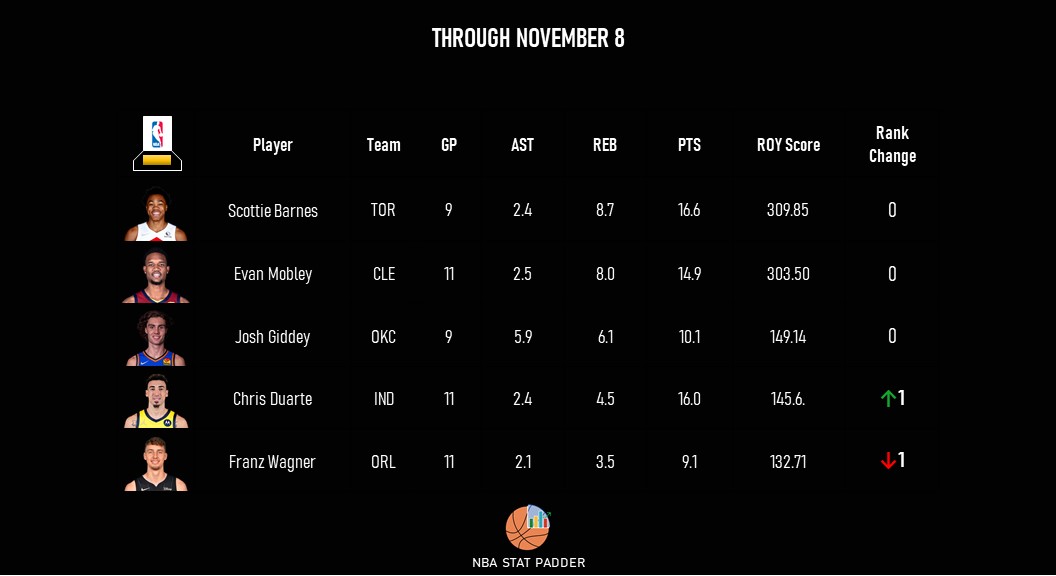 THROUGH NOVEMBER 8
Player Team GP AST REB PTS ROY Score Rank Change
Scottie Barnes TOR 9 2.4 8.7 16.6 309.85 0
Evan Mobley CLE 11 2.5 8.0 14.9 303.50 0
Josh Giddey OKC 9 5.9 6.1 10.1 149.14 0
Chris Duarte IND 11 2.4 4.5 16.0 145.6. ↑1
Franz Wagner ORL 11 2.1 3.5 9.1 132.71 ↓1
NBA STAT PADDER